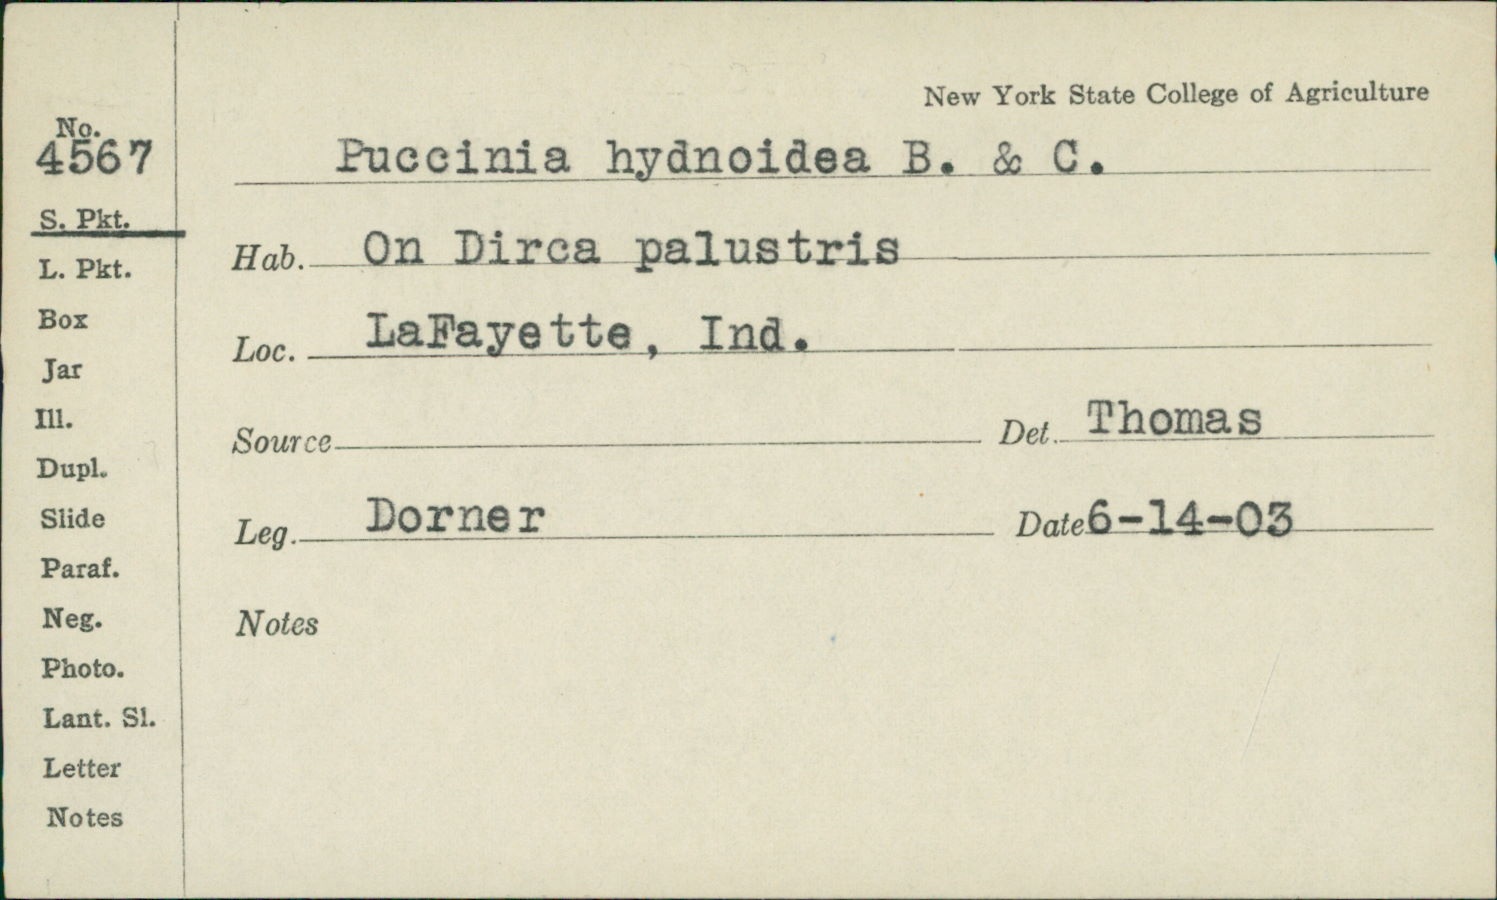 New York State College of Agriculture
No.
4567
Puccinia hydnoidea B. & C.
S. Pkt.
Hab. On Dirca palustris
L. Pkt.
Box
Loc. LaFayette, Ind.
Jar
Ill.
Source Det. Thomas
Dupl.
Slide
Leg. Dorner Date 6-14-03
Paraf.
Neg.
Notes
Photo.
Lant. Sl.
Letter
Notes